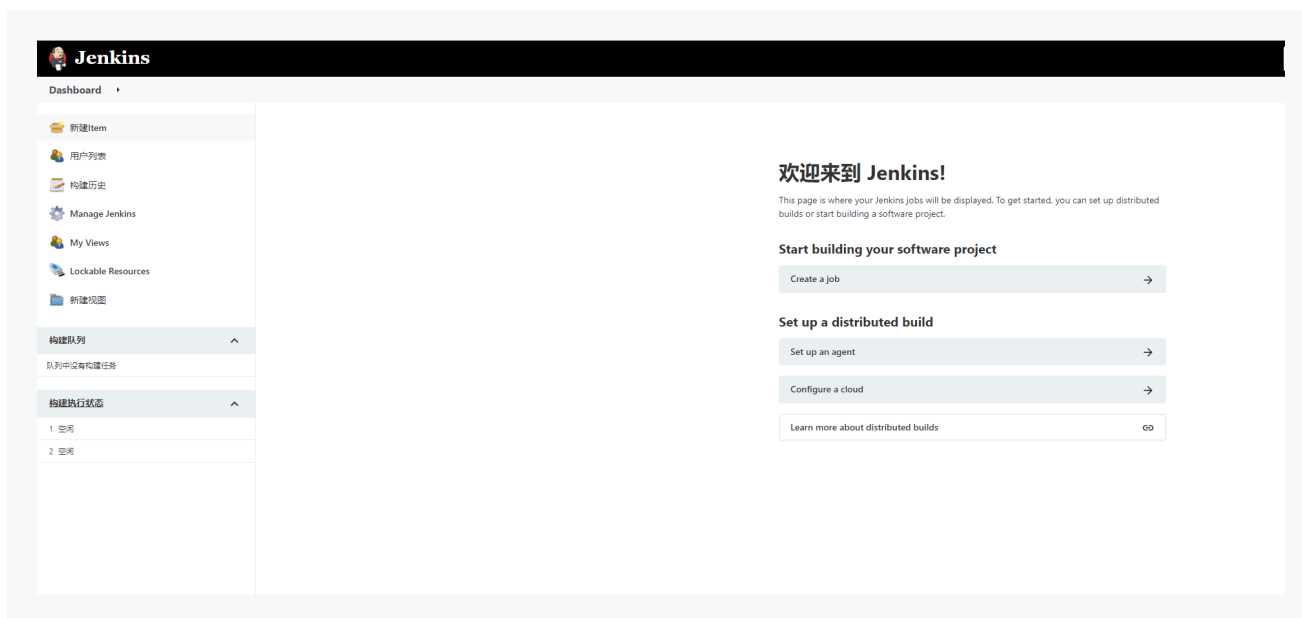 Jenkins
Dashboard
新建Item
用户列表
构建历史
Manage Jenkins
My Views
Lockable Resources
新建视图
构建队列
队列中没有构建任务
构建执行状态
1 空闲
2 空闲
欢迎来到 Jenkins!
This page is where your Jenkins jobs will be displayed. To get started, you can set up distributed
builds or start building a software project.
Start building your software project
Create a job
Set up a distributed build
Set up an agent
Configure a cloud
Learn more about distributed builds